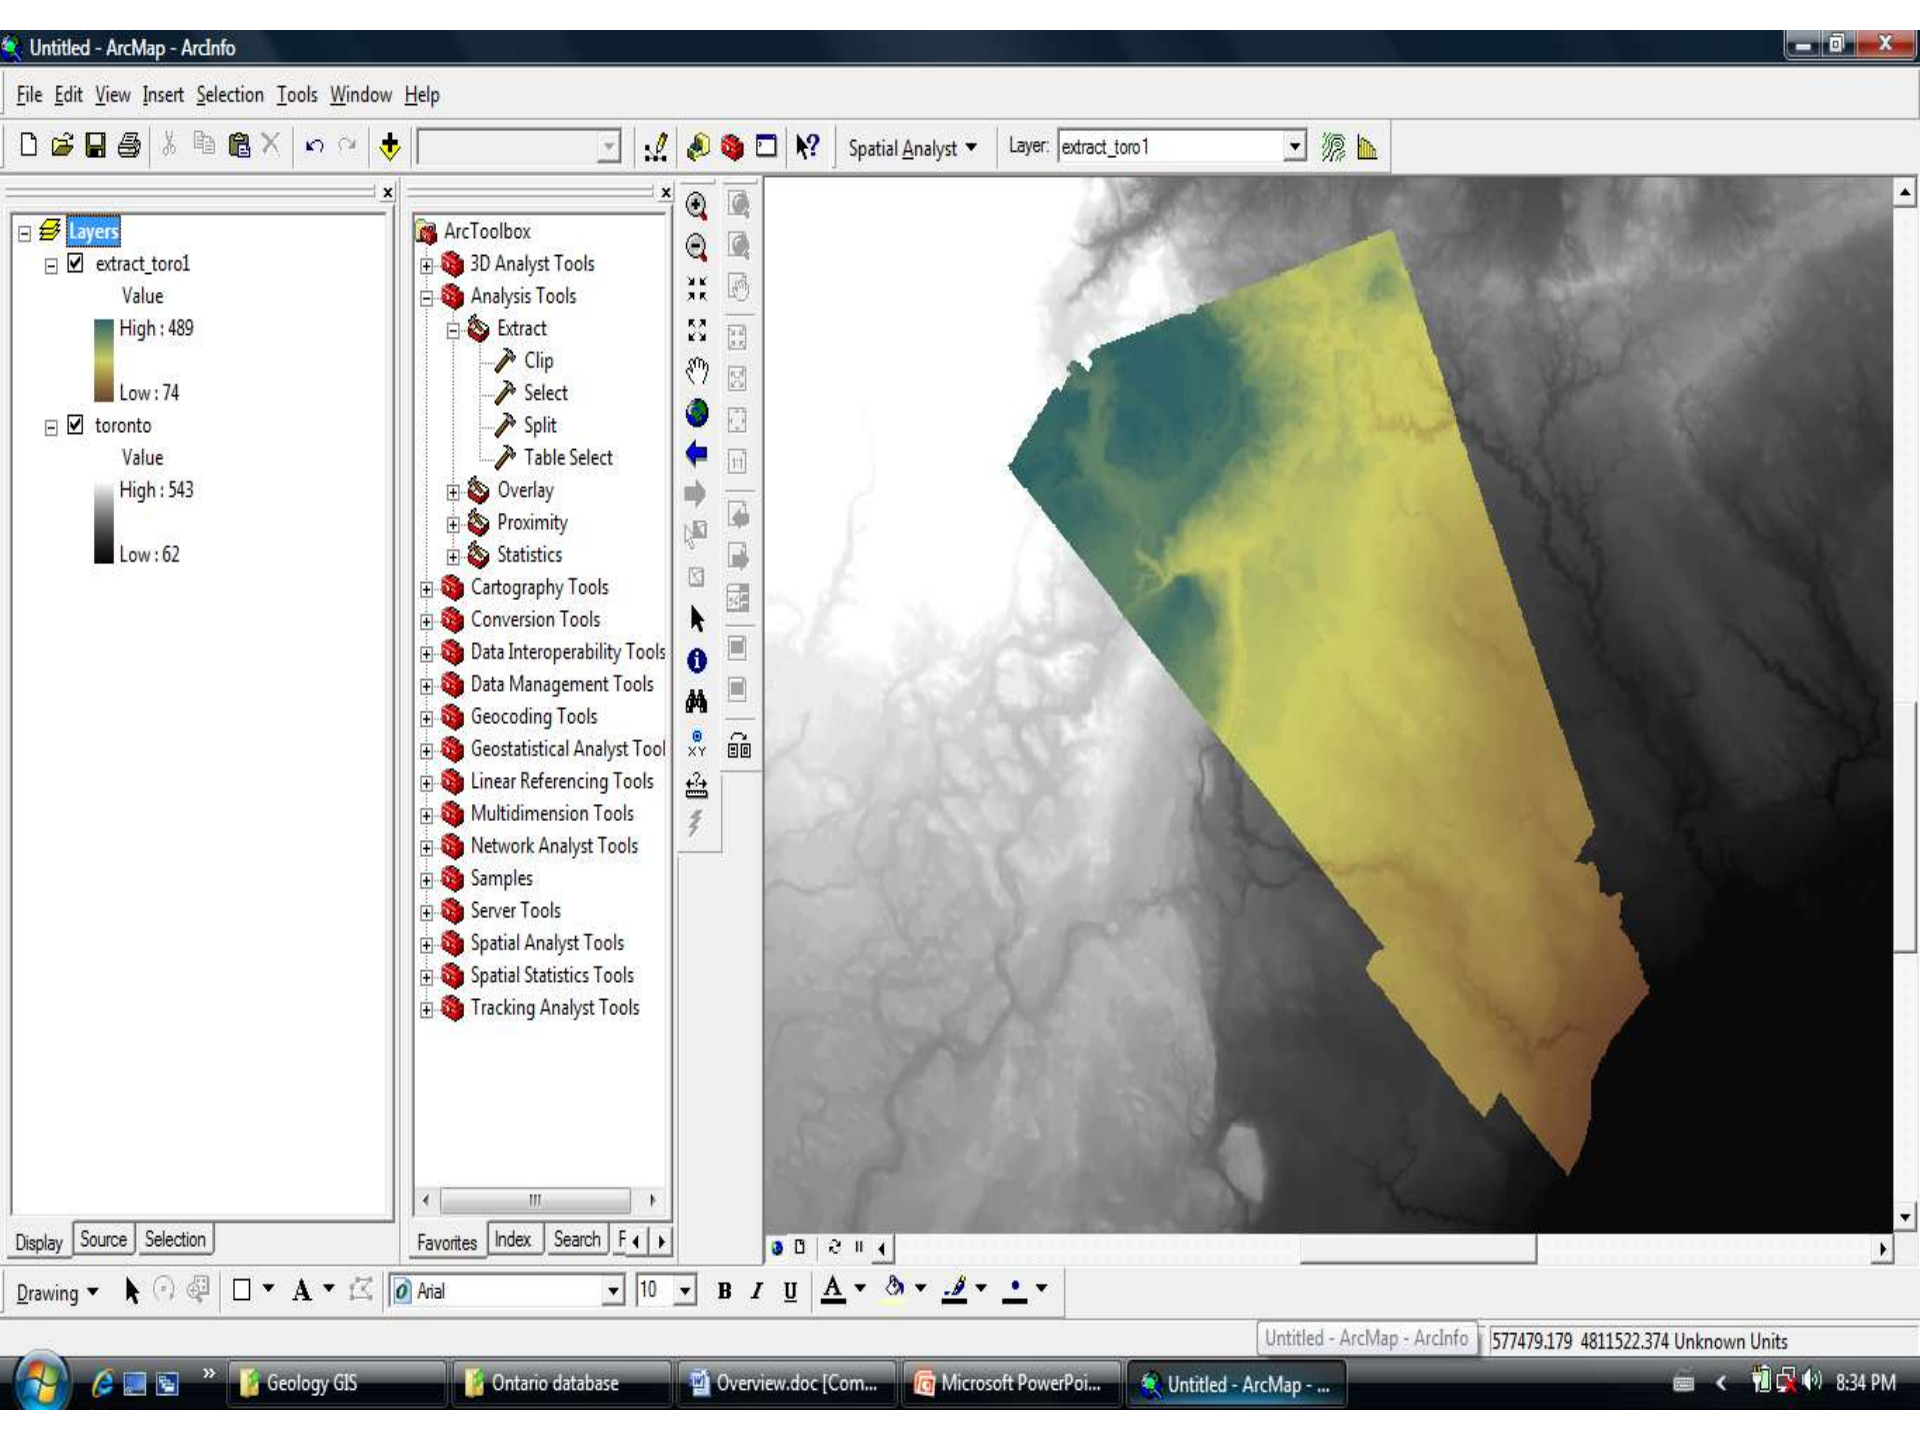 Untitled - ArcMap - ArcInfo
X
File Edit View Insert Selection Tools Window Help
Spatial Analyst
Layer: extract_toro1
Layers
extract_toro1
Value
High : 489
Low : 74
toronto
Value
High : 543
Low : 62
Display Source Selection
ArcToolbox
3D Analyst Tools
Analysis Tools
Extract
Clip
Select
Split
Table Select
Overlay
Proximity
Statistics
Cartography Tools
Conversion Tools
Data Interoperability Tools
Data Management Tools
Geocoding Tools
Geostatistical Analyst Tool
Linear Referencing Tools
Multidimension Tools
Network Analyst Tools
Samples
Server Tools
Spatial Analyst Tools
Spatial Statistics Tools
Tracking Analyst Tools
Favorites Index Search F
XY
1:1
Drawing A Arial 10 B I U A
Untitled - ArcMap - ArcInfo
577479.179 4811522.374 Unknown Units
Geology GIS
Ontario database
Overview.doc [Com...
Microsoft PowerPoi...
Untitled - ArcMap - ...
8:34 PM